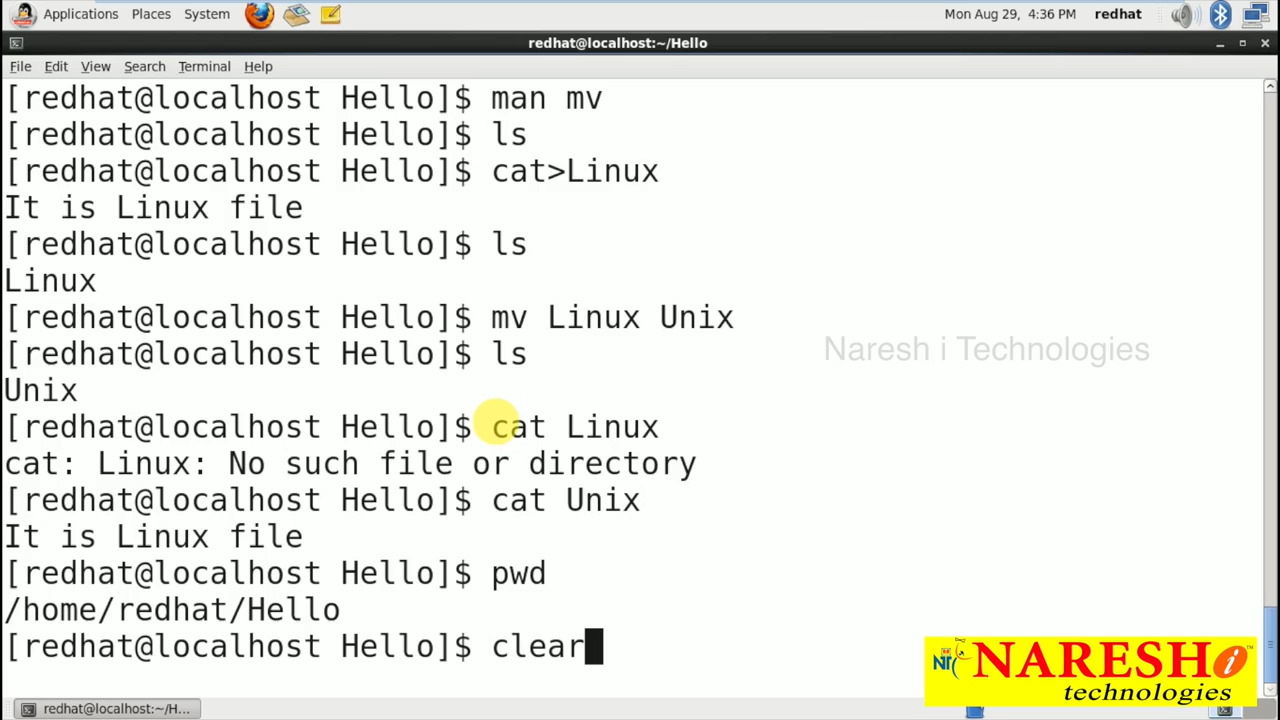 Applications Places System Mon Aug 29, 4:36 PM redhat
redhat@localhost:~/Hello
File Edit View Search Terminal Help
[redhat@localhost Hello]$ man mv
[redhat@localhost Hello]$ ls
[redhat@localhost Hello]$ cat>Linux
It is Linux file
[redhat@localhost Hello]$ ls
Linux
[redhat@localhost Hello]$ mv Linux Unix
[redhat@localhost Hello]$ ls
Naresh i Technologies
Unix
[redhat@localhost Hello]$ cat Linux
cat: Linux: No such file or directory
[redhat@localhost Hello]$ cat Unix
It is Linux file
[redhat@localhost Hello]$ pwd
/home/redhat/Hello
[redhat@localhost Hello]$ clear
NARESH i
technologies
redhat@localhost:~/H...